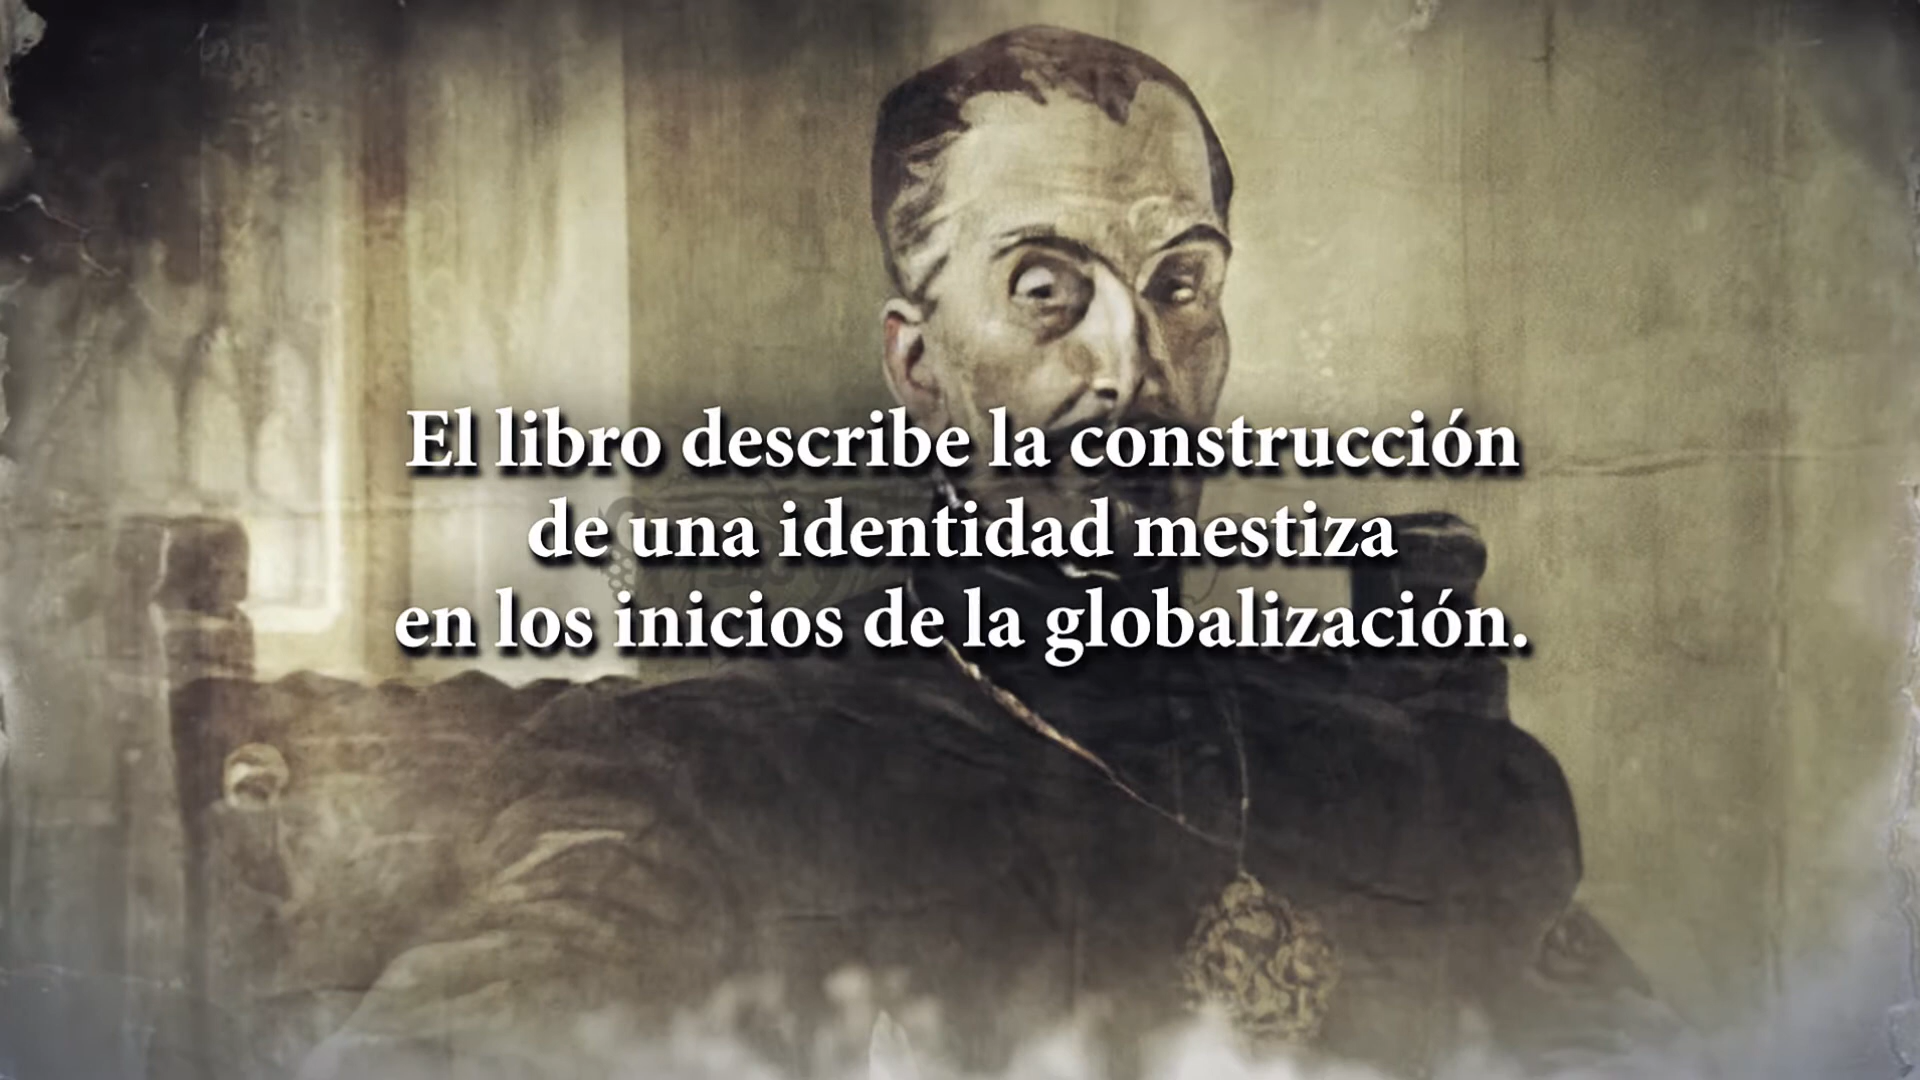 El libro describe la construcción
de una identidad mestiza
en los inicios de la globalización.